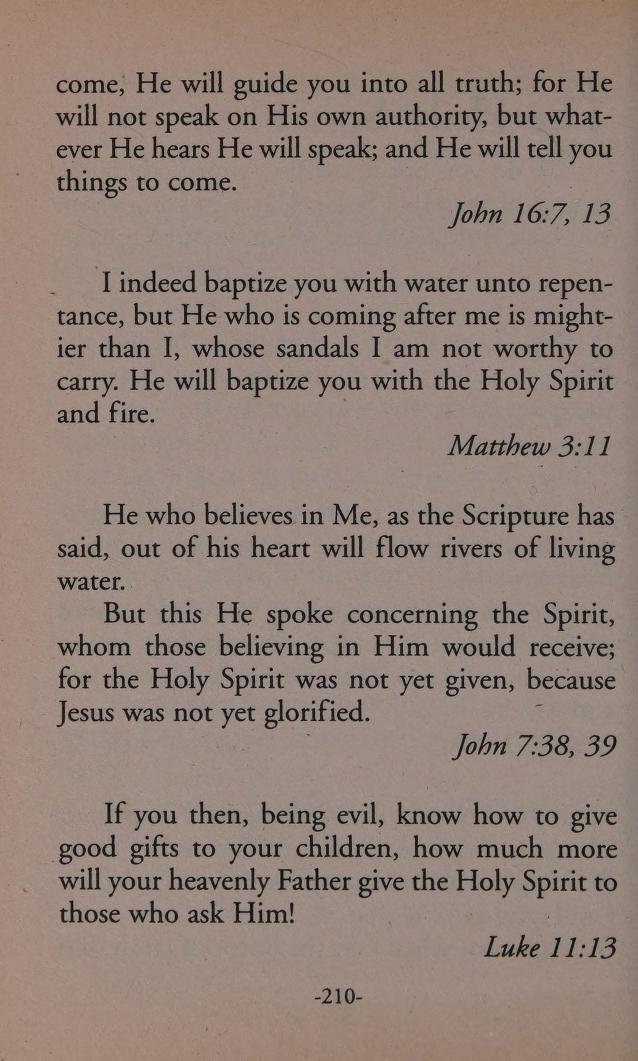 come, He will guide you into all truth; for He
will not speak on His own authority, but what-
ever He hears He will speak; and He will tell you
things to come.
John 16:7, 13
I indeed baptize you with water unto repen-
tance, but He who is coming after me is might-
ier than I, whose sandals I am not worthy to
carry. He will baptize you with the Holy Spirit
and fire.
Matthew 3:11
He who believes in Me, as the Scripture has
said, out of his heart will flow rivers of living
water.
But this He spoke concerning the Spirit,
whom those believing in Him would receive;
for the Holy Spirit was not yet given, because
Jesus was not yet glorified.
John 7:38, 39
If you then, being evil, know how to give
good gifts to your children, how much more
will your heavenly Father give the Holy Spirit to
those who ask Him!
Luke 11:13
-210-